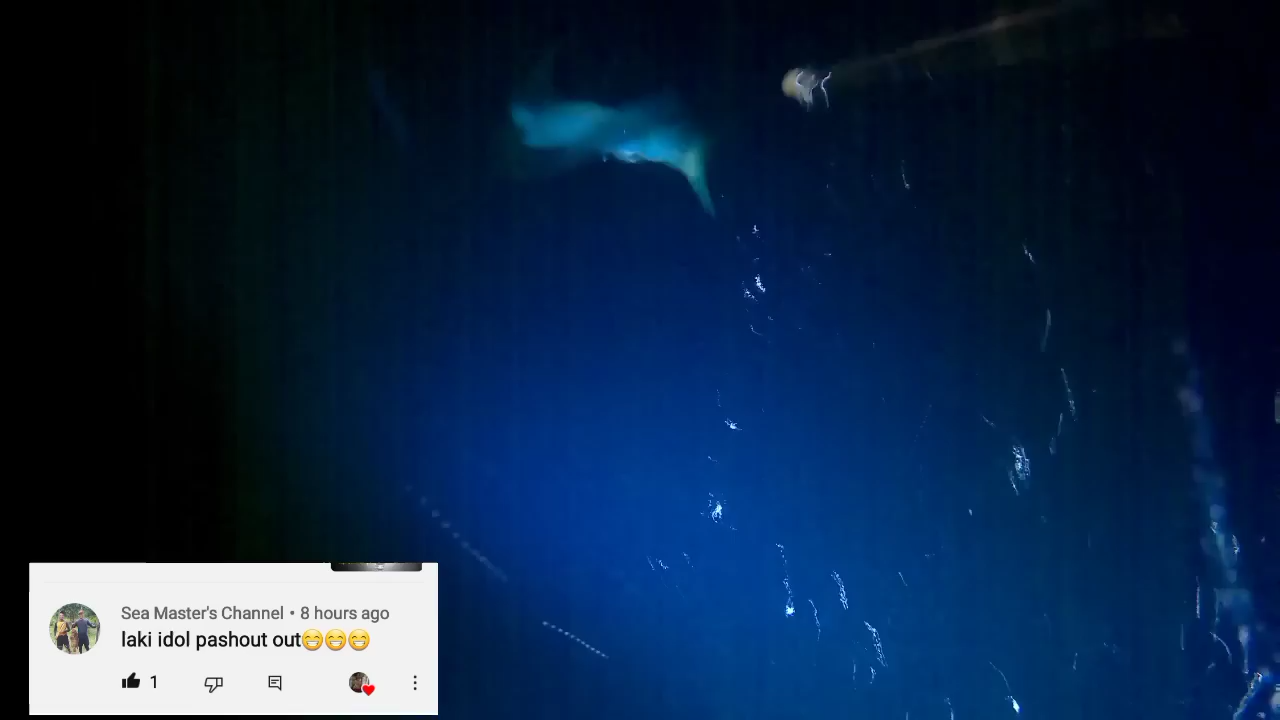 Sea Master's Channel • 8 hours ago
laki idol pashout out😁😁😁
1